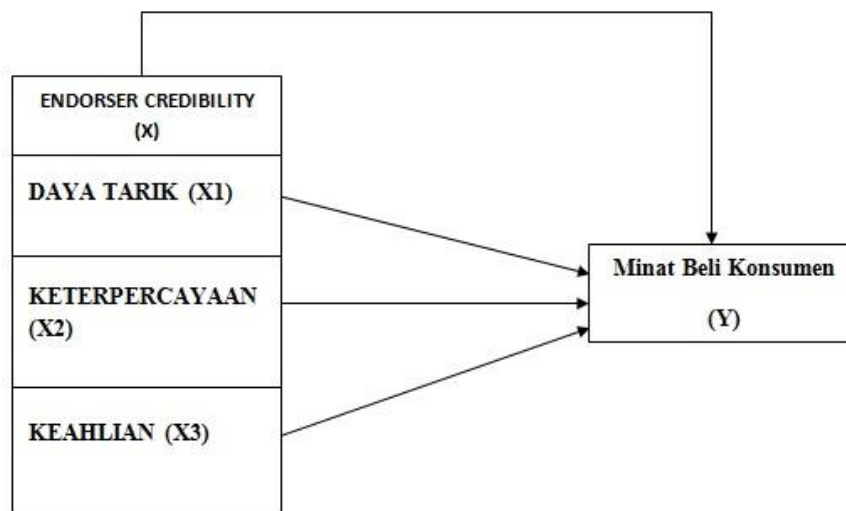 ENDORSER CREDIBILITY
(X)
DAYA TARIK (X1)
KETERPERCAYAAN
(X2)
KEAHLIAN (X3)
Minat Beli Konsumen
(Y)